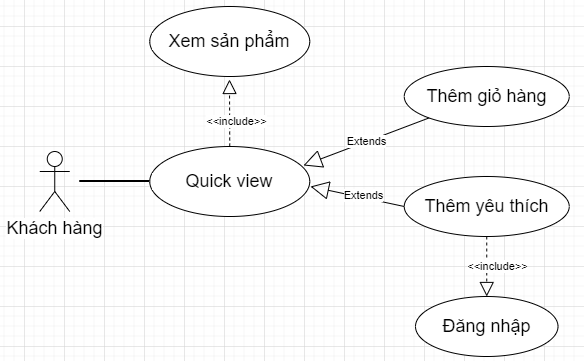 Xem sản phẩm
Thêm giỏ hàng
<<include>>
Extends
Quick view
Extends
Thêm yêu thích
Khách hàng
<<include>>
Đăng nhập